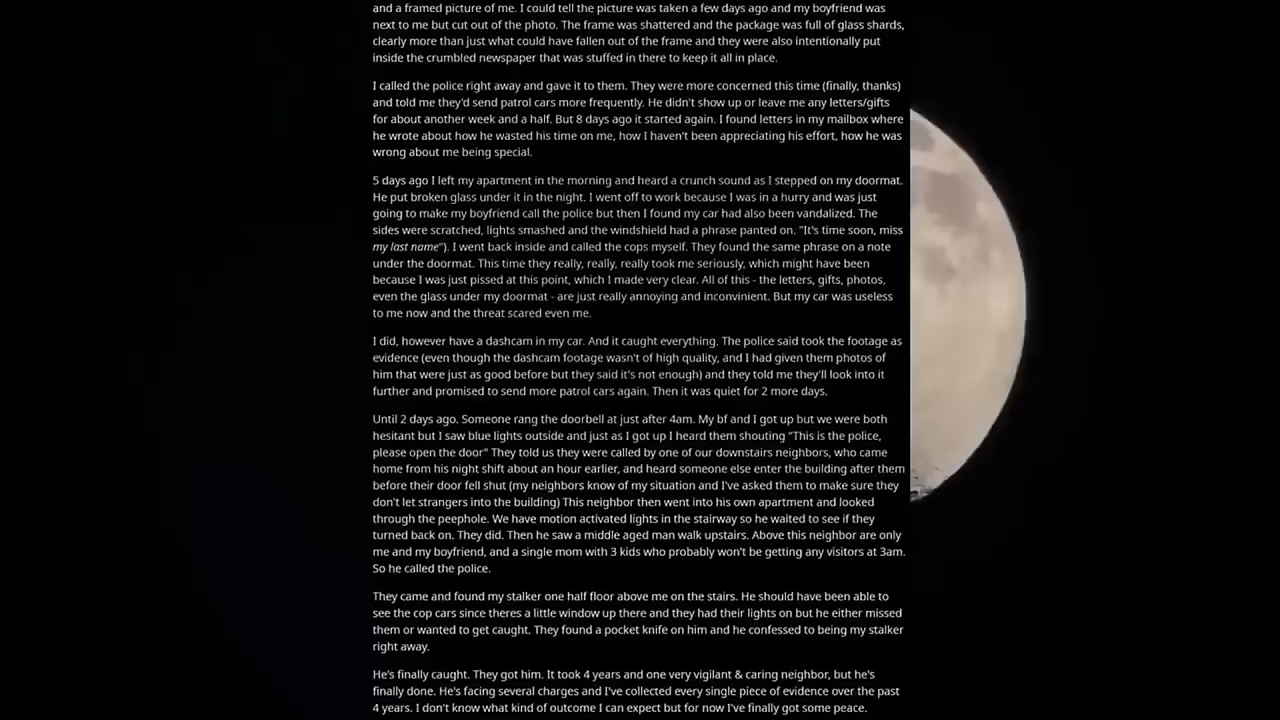 and a framed picture of me. I could tell the picture was taken a few days ago and my boyfriend was
next to me but cut out of the photo. The frame was shattered and the package was full of glass shards,
clearly more than just what could have fallen out of the frame and they were also intentionally put
inside the crumbled newspaper that was stuffed in there to keep it all in place.
I called the police right away and gave it to them. They were more concerned this time (finally, thanks)
and told me they'd send patrol cars more frequently. He didn't show up or leave me any letters/gifts
for about another week and a half. But 8 days ago it started again. I found letters in my mailbox where
he wrote about how he wasted his time on me, how I haven't been appreciating his effort, how he was
wrong about me being special.
5 days ago I left my apartment in the morning and heard a crunch sound as I stepped on my doormat.
He put broken glass under it in the night. I went off to work because I was in a hurry and was just
going to make my boyfriend call the police but then I found my car had also been vandalized. The
sides were scratched, lights smashed and the windshield had a phrase panted on. "It's time soon, miss
my last name"). I went back inside and called the cops myself. They found the same phrase on a note
under the doormat. This time they really, really, really took me seriously, which might have been
because I was just pissed at this point, which I made very clear. All of this - the letters, gifts, photos,
even the glass under my doormat - are just really annoying and inconvinient. But my car was useless
to me now and the threat scared even me.
I did, however have a dashcam in my car. And it caught everything. The police said took the footage as
evidence (even though the dashcam footage wasn't of high quality, and I had given them photos of
him that were just as good before but they said it's not enough) and they told me they'll look into it
further and promised to send more patrol cars again. Then it was quiet for 2 more days.
Until 2 days ago. Someone rang the doorbell at just after 4am. My bf and I got up but we were both
hesitant but I saw blue lights outside and just as I got up I heard them shouting "This is the police,
please open the door" They told us they were called by one of our downstairs neighbors, who came
home from his night shift about an hour earlier, and heard someone else enter the building after them
before their door fell shut (my neighbors know of my situation and I've asked them to make sure they
don't let strangers into the building) This neighbor then went into his own apartment and looked
through the peephole. We have motion activated lights in the stairway so he waited to see if they
turned back on. They did. Then he saw a middle aged man walk upstairs. Above this neighbor are only
me and my boyfriend, and a single mom with 3 kids who probably won't be getting any visitors at 3am.
So he called the police.
They came and found my stalker one half floor above me on the stairs. He should have been able to
see the cop cars since theres a little window up there and they had their lights on but he either missed
them or wanted to get caught. They found a pocket knife on him and he confessed to being my stalker
right away.
He's finally caught. They got him. It took 4 years and one very vigilant & caring neighbor, but he's
finally done. He's facing several charges and I've collected every single piece of evidence over the past
4 years. I don't know what kind of outcome I can expect but for now I've finally got some peace.